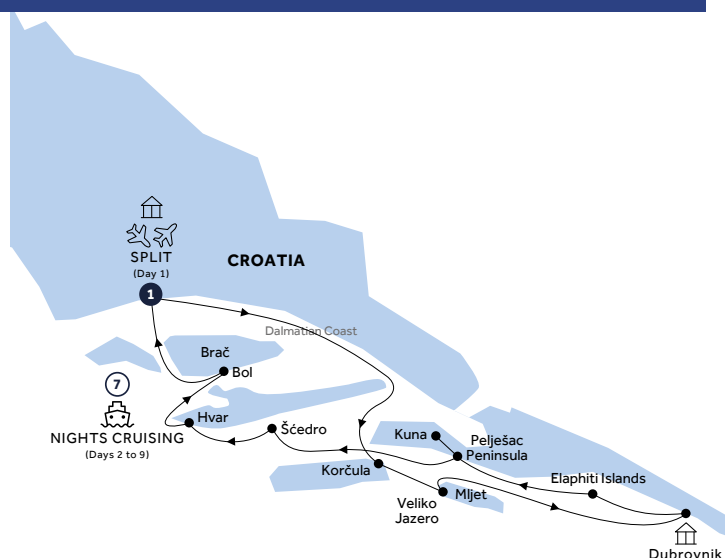 SPLIT
(Day 1)
CROATIA
1
Dalmatian Coast
Brač
Bol
7
NIGHTS CRUISING
(Days 2 to 9)
Hvar
Šćedro
Kuna
Pelješac
Peninsula
Korčula
Elaphiti Islands
Veliko
Jazero
Mljet
Dubrovnik